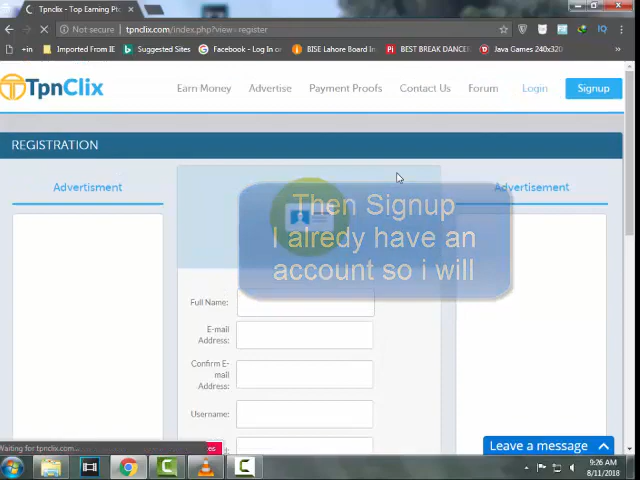 Tpnclix - Top Earning Ptc
Not secure | tpnclix.com/index.php?view=register
+in
Imported From IE
Suggested Sites
Facebook - Log In or
BISE Lahore Board In
BEST BREAK DANCE
Java Games 240x320
TpnClix
Earn Money
Advertise
Payment Proofs
Contact Us
Forum
Login
Signup
REGISTRATION
Advertisment
Advertisement
Then Signup
I alredy have an
account so i will
Full Name:
E-mail
Address:
Confirm E-
mail
Address:
Username:
Leave a message
Waiting for tpnclix.com...
9:26 AM
8/11/2018